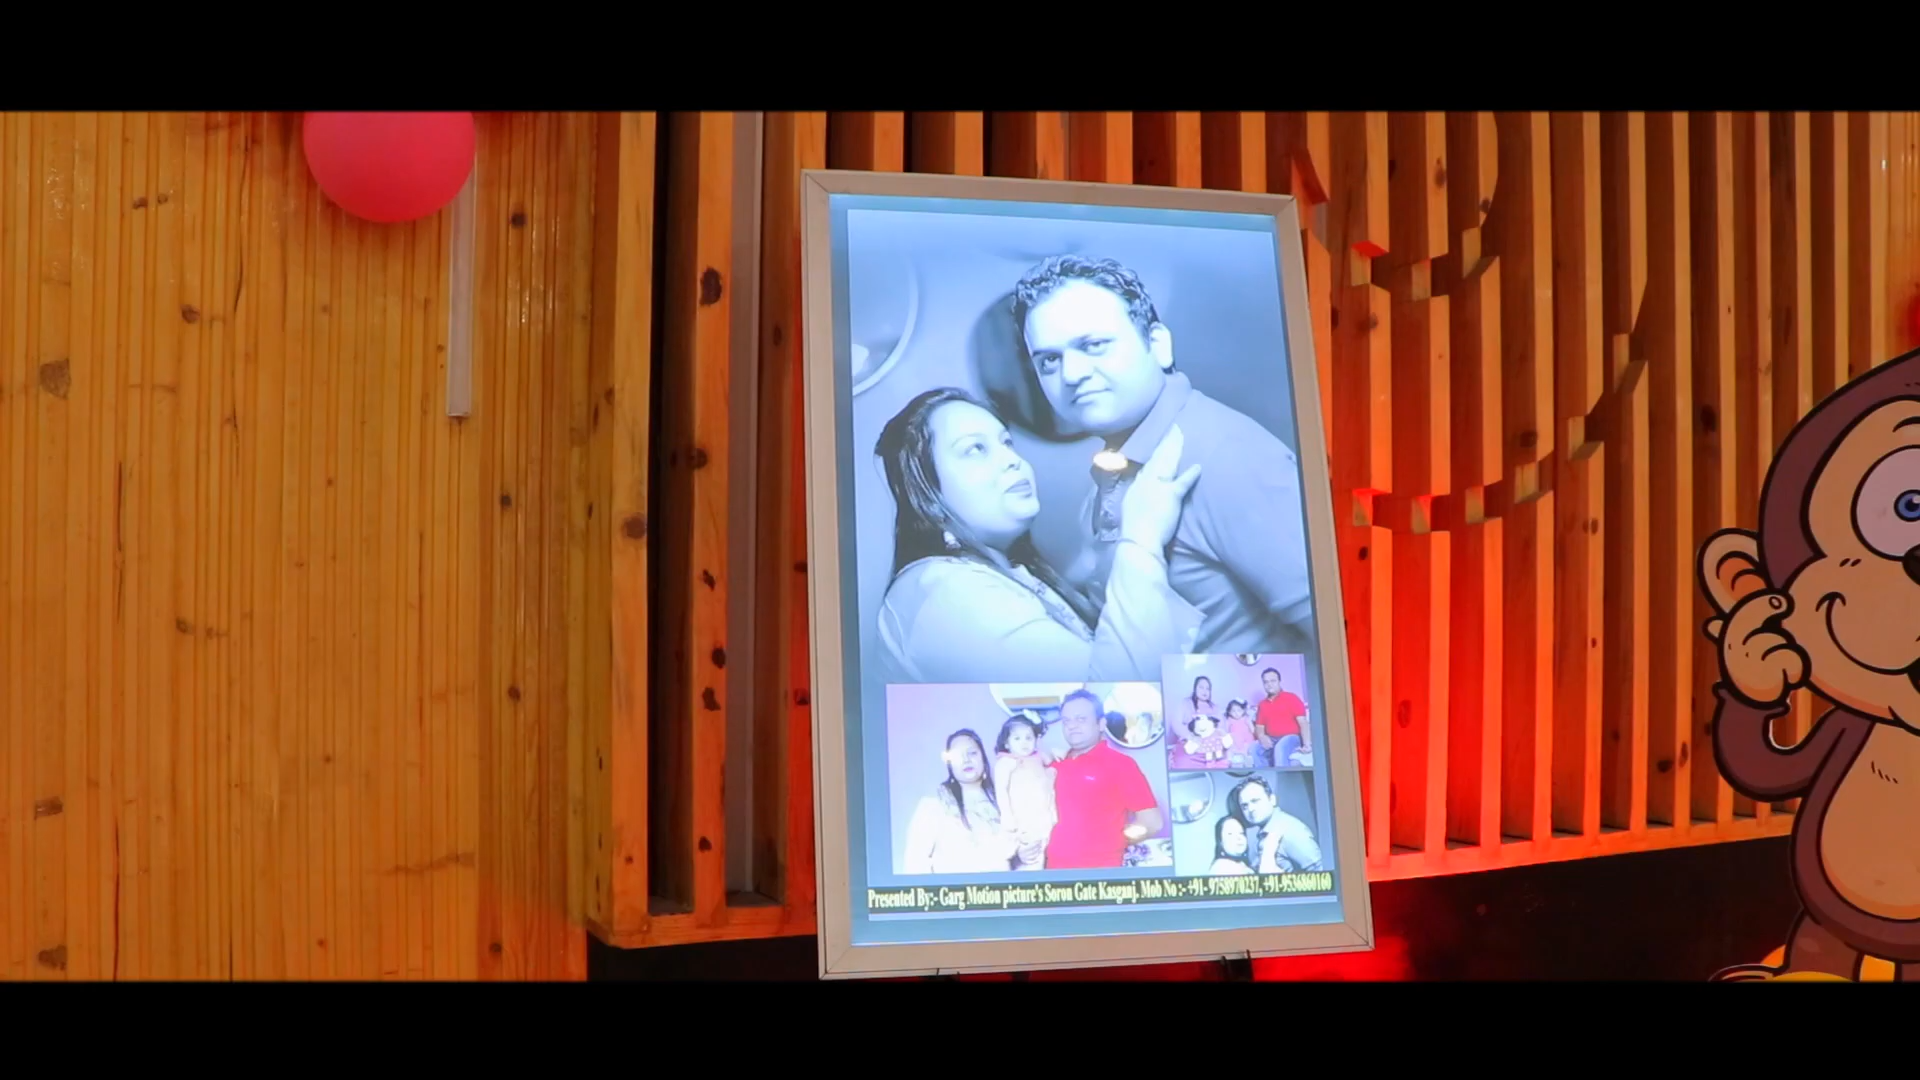 Presented By:- Garg Motion picture's Soron Gate Kasganj. Mob No :- +91- 9758970237, +91-9536860160